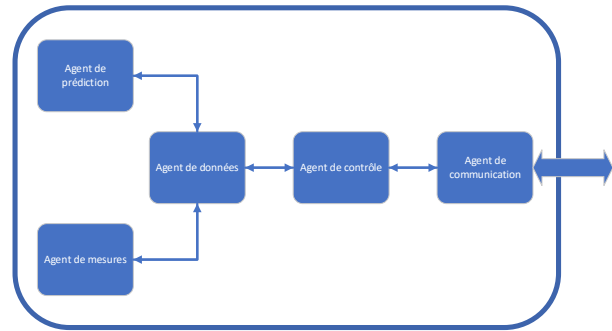 Agent de
prédiction
Agent de données
Agent de contrôle
Agent de
communication
Agent de mesures